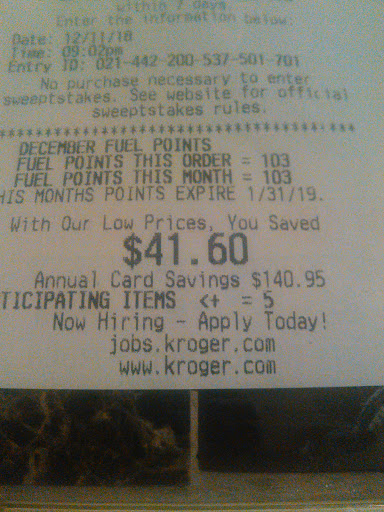 within 7 days.
Enter the information below:
Date: 12/11/18
Time: 09:02pm
Entry ID: 021-442-200-537-501-701
No purchase necessary to enter
sweepstakes. See website for official
sweepstakes rules.
DECEMBER FUEL POINTS
FUEL POINTS THIS ORDER = 103
FUEL POINTS THIS MONTH = 103
HIS MONTHS POINTS EXPIRE 1/31/19.
With Our Low Prices, You Saved
$41.60
Annual Card Savings $140.95
TICIPATING ITEMS <+ = 5
Now Hiring - Apply Today!
jobs.kroger.com
www.kroger.com